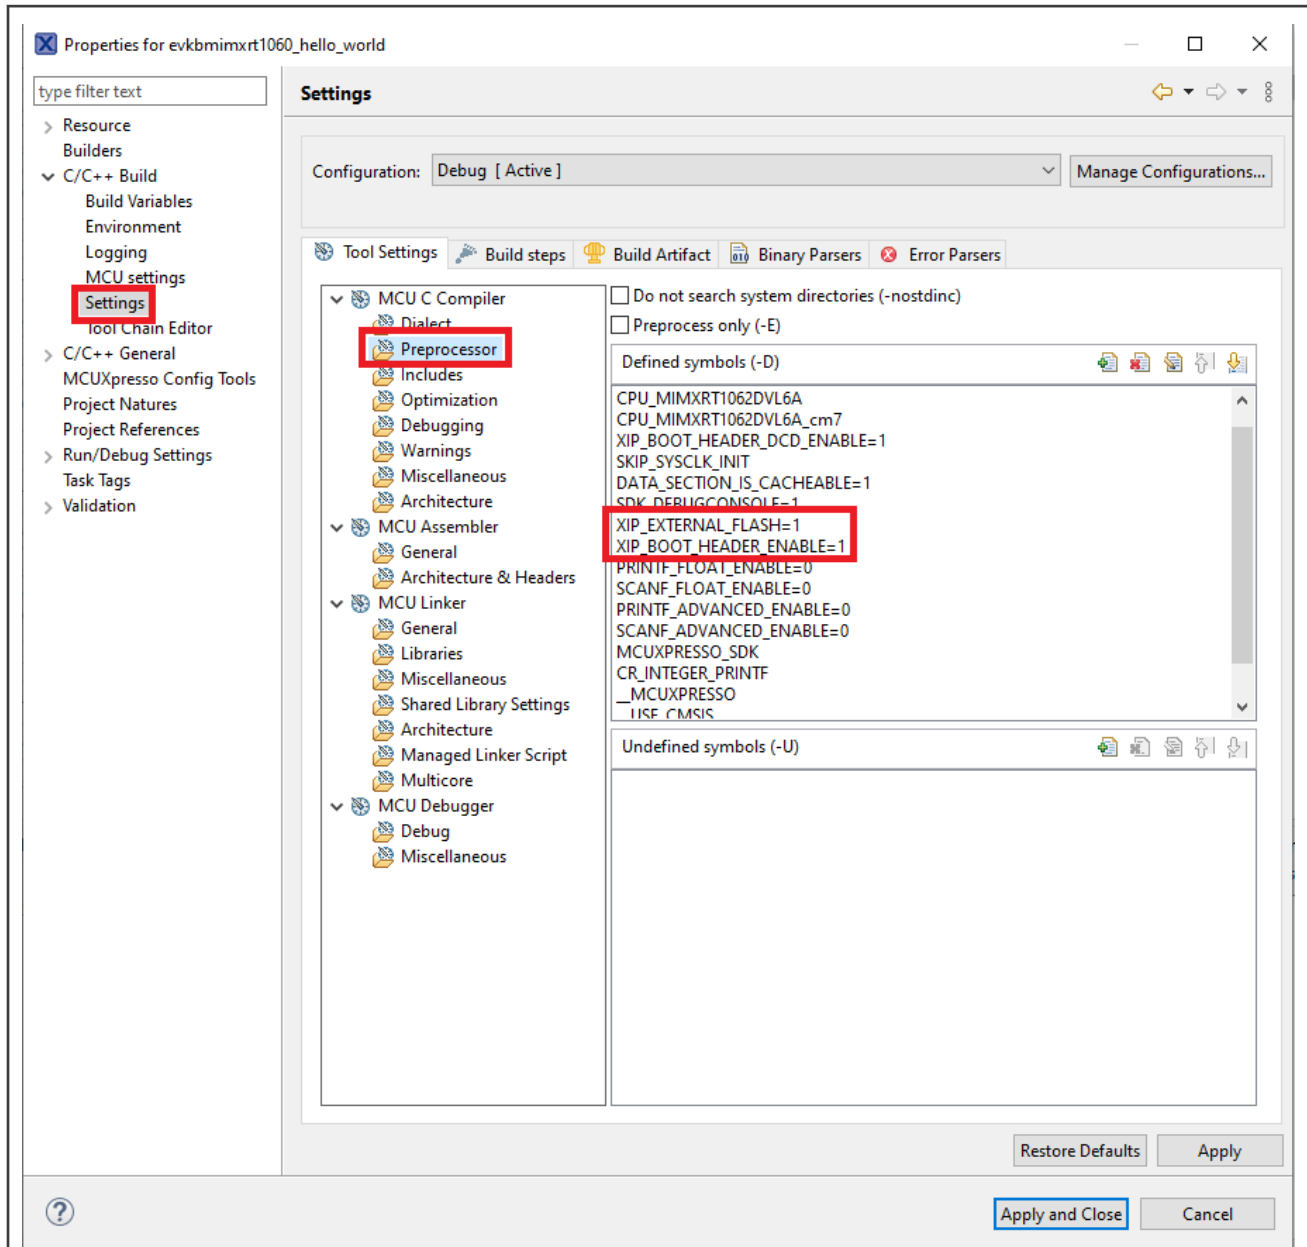 Properties for evkbmimxrt1060_hello_world
type filter text
Resource
Builders
C/C++ Build
Build Variables
Environment
Logging
MCU settings
Settings
Tool Chain Editor
C/C++ General
MCUXpresso Config Tools
Project Natures
Project References
Run/Debug Settings
Task Tags
Validation
Settings
Configuration: Debug [ Active ] Manage Configurations...
Tool Settings Build steps Build Artifact Binary Parsers Error Parsers
MCU C Compiler
Dialect
Preprocessor
Includes
Optimization
Debugging
Warnings
Miscellaneous
Architecture
MCU Assembler
General
Architecture & Headers
MCU Linker
General
Libraries
Miscellaneous
Shared Library Settings
Architecture
Managed Linker Script
Multicore
MCU Debugger
Debug
Miscellaneous
Do not search system directories (-nostdinc)
Preprocess only (-E)
Defined symbols (-D)
CPU_MIMXRT1062DVL6A
CPU_MIMXRT1062DVL6A_cm7
XIP_BOOT_HEADER_DCD_ENABLE=1
SKIP_SYSCLK_INIT
DATA_SECTION_IS_CACHEABLE=1
SDK_DEBUGCONSOLE=1
XIP_EXTERNAL_FLASH=1
XIP_BOOT_HEADER_ENABLE=1
PRINTF_FLOAT_ENABLE=0
SCANF_FLOAT_ENABLE=0
PRINTF_ADVANCED_ENABLE=0
SCANF_ADVANCED_ENABLE=0
MCUXPRESSO_SDK
CR_INTEGER_PRINTF
__MCUXPRESSO
__USE_CMSIS
Undefined symbols (-U)
Restore Defaults Apply
Apply and Close Cancel